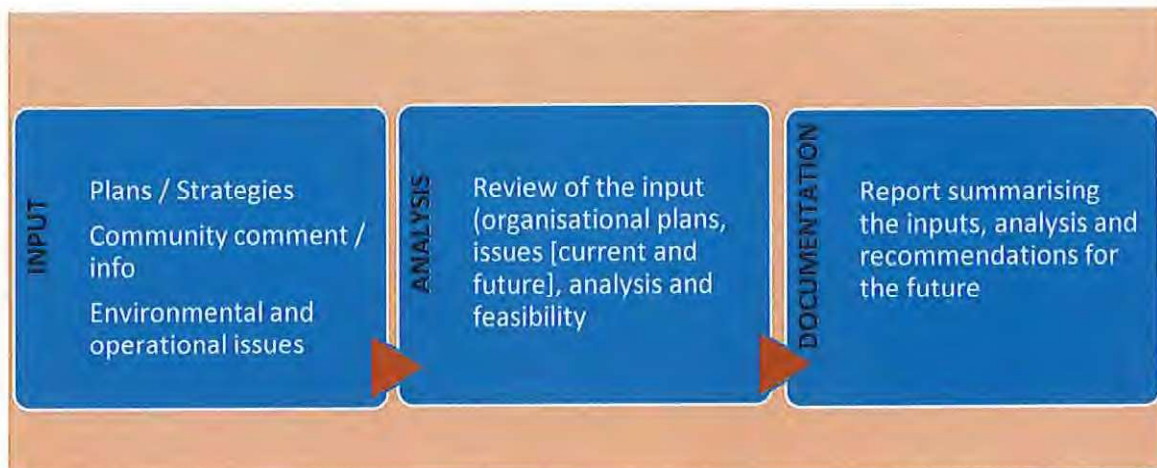 INPUT
Plans / Strategies
Community comment /
info
Environmental and
operational issues
ANALYSIS
Review of the input
(organisational plans,
issues [current and
future], analysis and
feasibility
DOCUMENTATION
Report summarising
the inputs, analysis and
recommendations for
the future